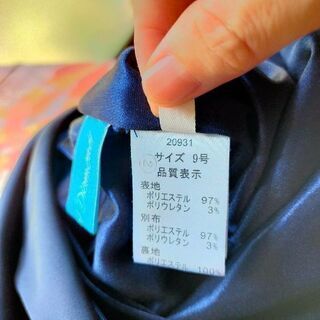 20931
サイズ 9号
品質表示
表地
ポリエステル 97%
ポリウレタン 3%
別布
ポリエステル 97%
ポリウレタン 3%
裏地
ポリエステル 100%